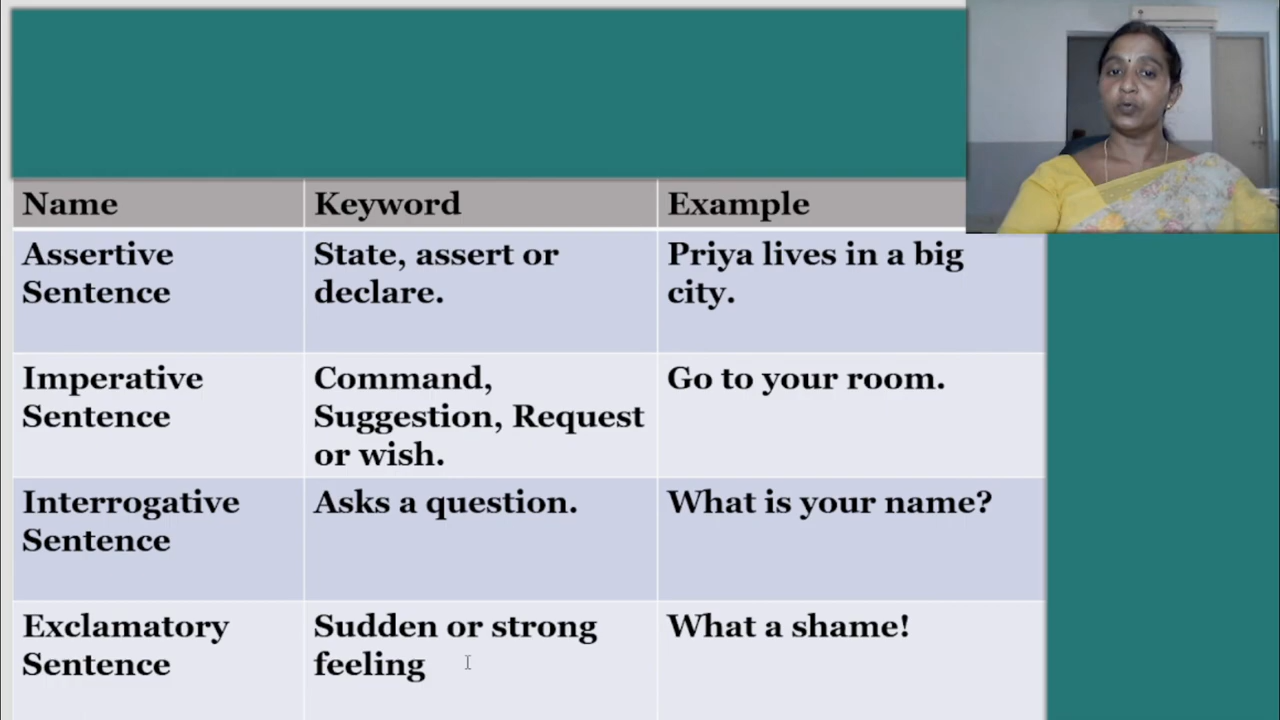 Name
Keyword
Example
Assertive
Sentence
State, assert or
declare.
Priya lives in a big
city.
Imperative
Sentence
Command,
Suggestion, Request
or wish.
Go to your room.
Interrogative
Sentence
Asks a question.
What is your name?
Exclamatory
Sentence
Sudden or strong
feeling
What a shame!